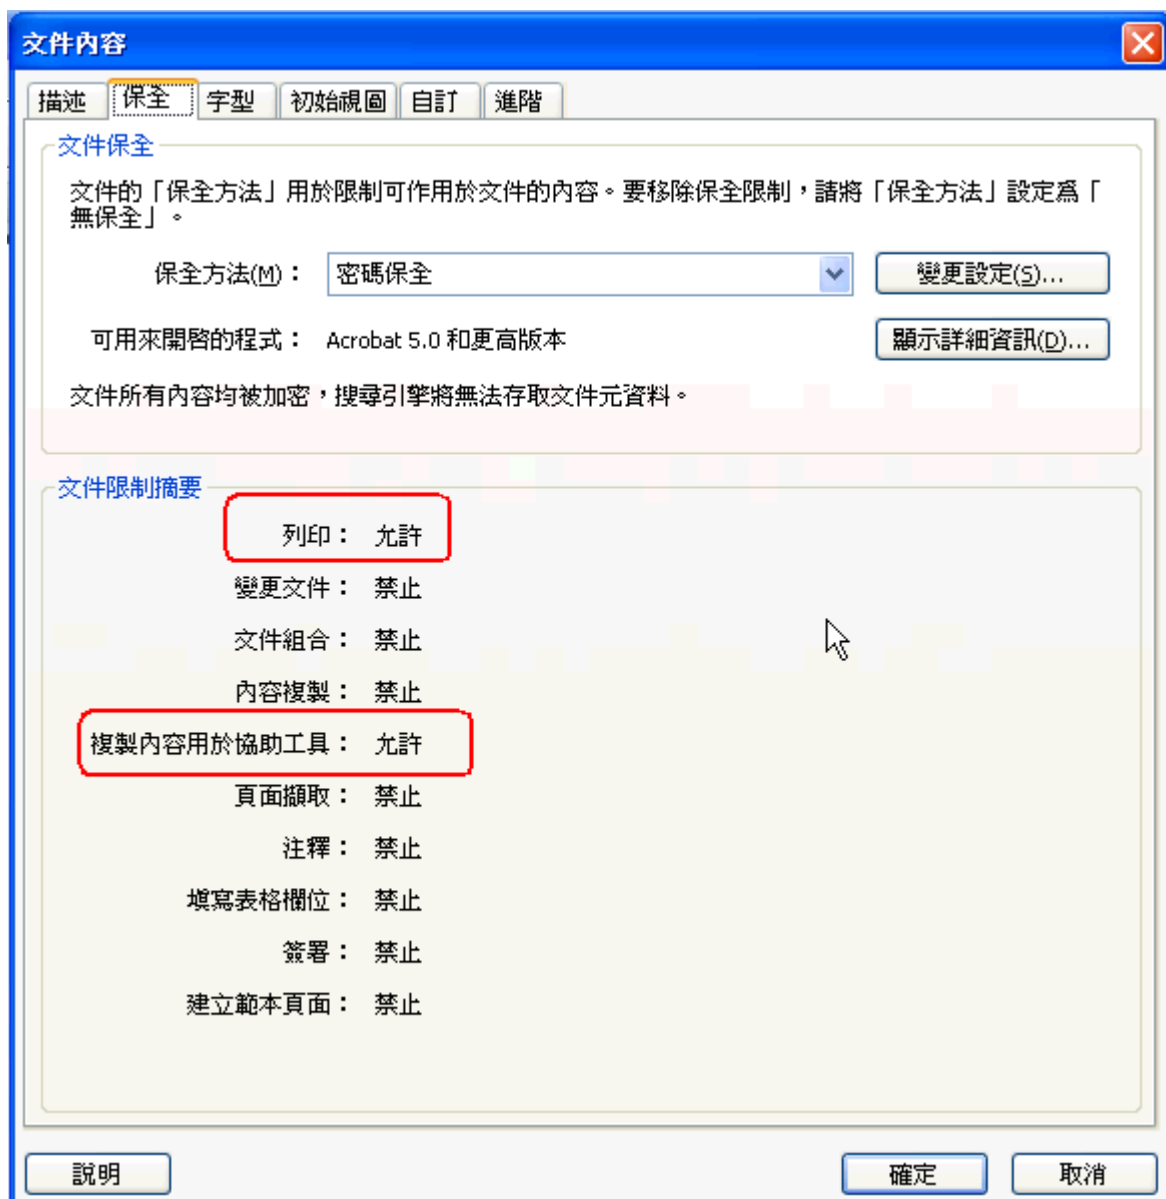 文件內容
描述 保全 字型 初始視圖 自訂 進階
文件保全
文件的「保全方法」用於限制可作用於文件的內容。要移除保全限制，請將「保全方法」設定為「
無保全」。
保全方法(M)： 密碼保全 變更設定(S)...
可用來開啓的程式： Acrobat 5.0 和更高版本 顯示詳細資訊(D)...
文件所有內容均被加密，搜尋引擎將無法存取文件元資料。
文件限制摘要
列印： 允許
變更文件： 禁止
文件組合： 禁止
內容複製： 禁止
複製內容用於協助工具： 允許
頁面擷取： 禁止
注釋： 禁止
填寫表格欄位： 禁止
簽署： 禁止
建立範本頁面： 禁止
說明 確定 取消